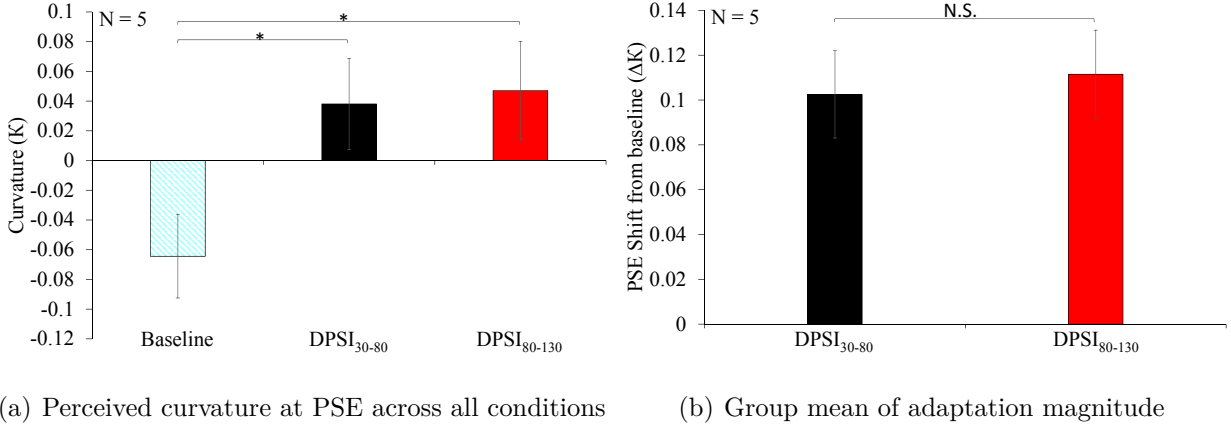 0.1
0.08
0.06
0.04
0.02
0
-0.02
-0.04
-0.06
-0.08
-0.1
-0.12
Curvature (K)
N = 5
*
*
Baseline
DPSI30-80
DPSI80-130
(a) Perceived curvature at PSE across all conditions
0.14
0.12
0.1
0.08
0.06
0.04
0.02
0
PSE Shift from baseline (ΔK)
N = 5
N.S.
DPSI30-80
DPSI80-130
(b) Group mean of adaptation magnitude